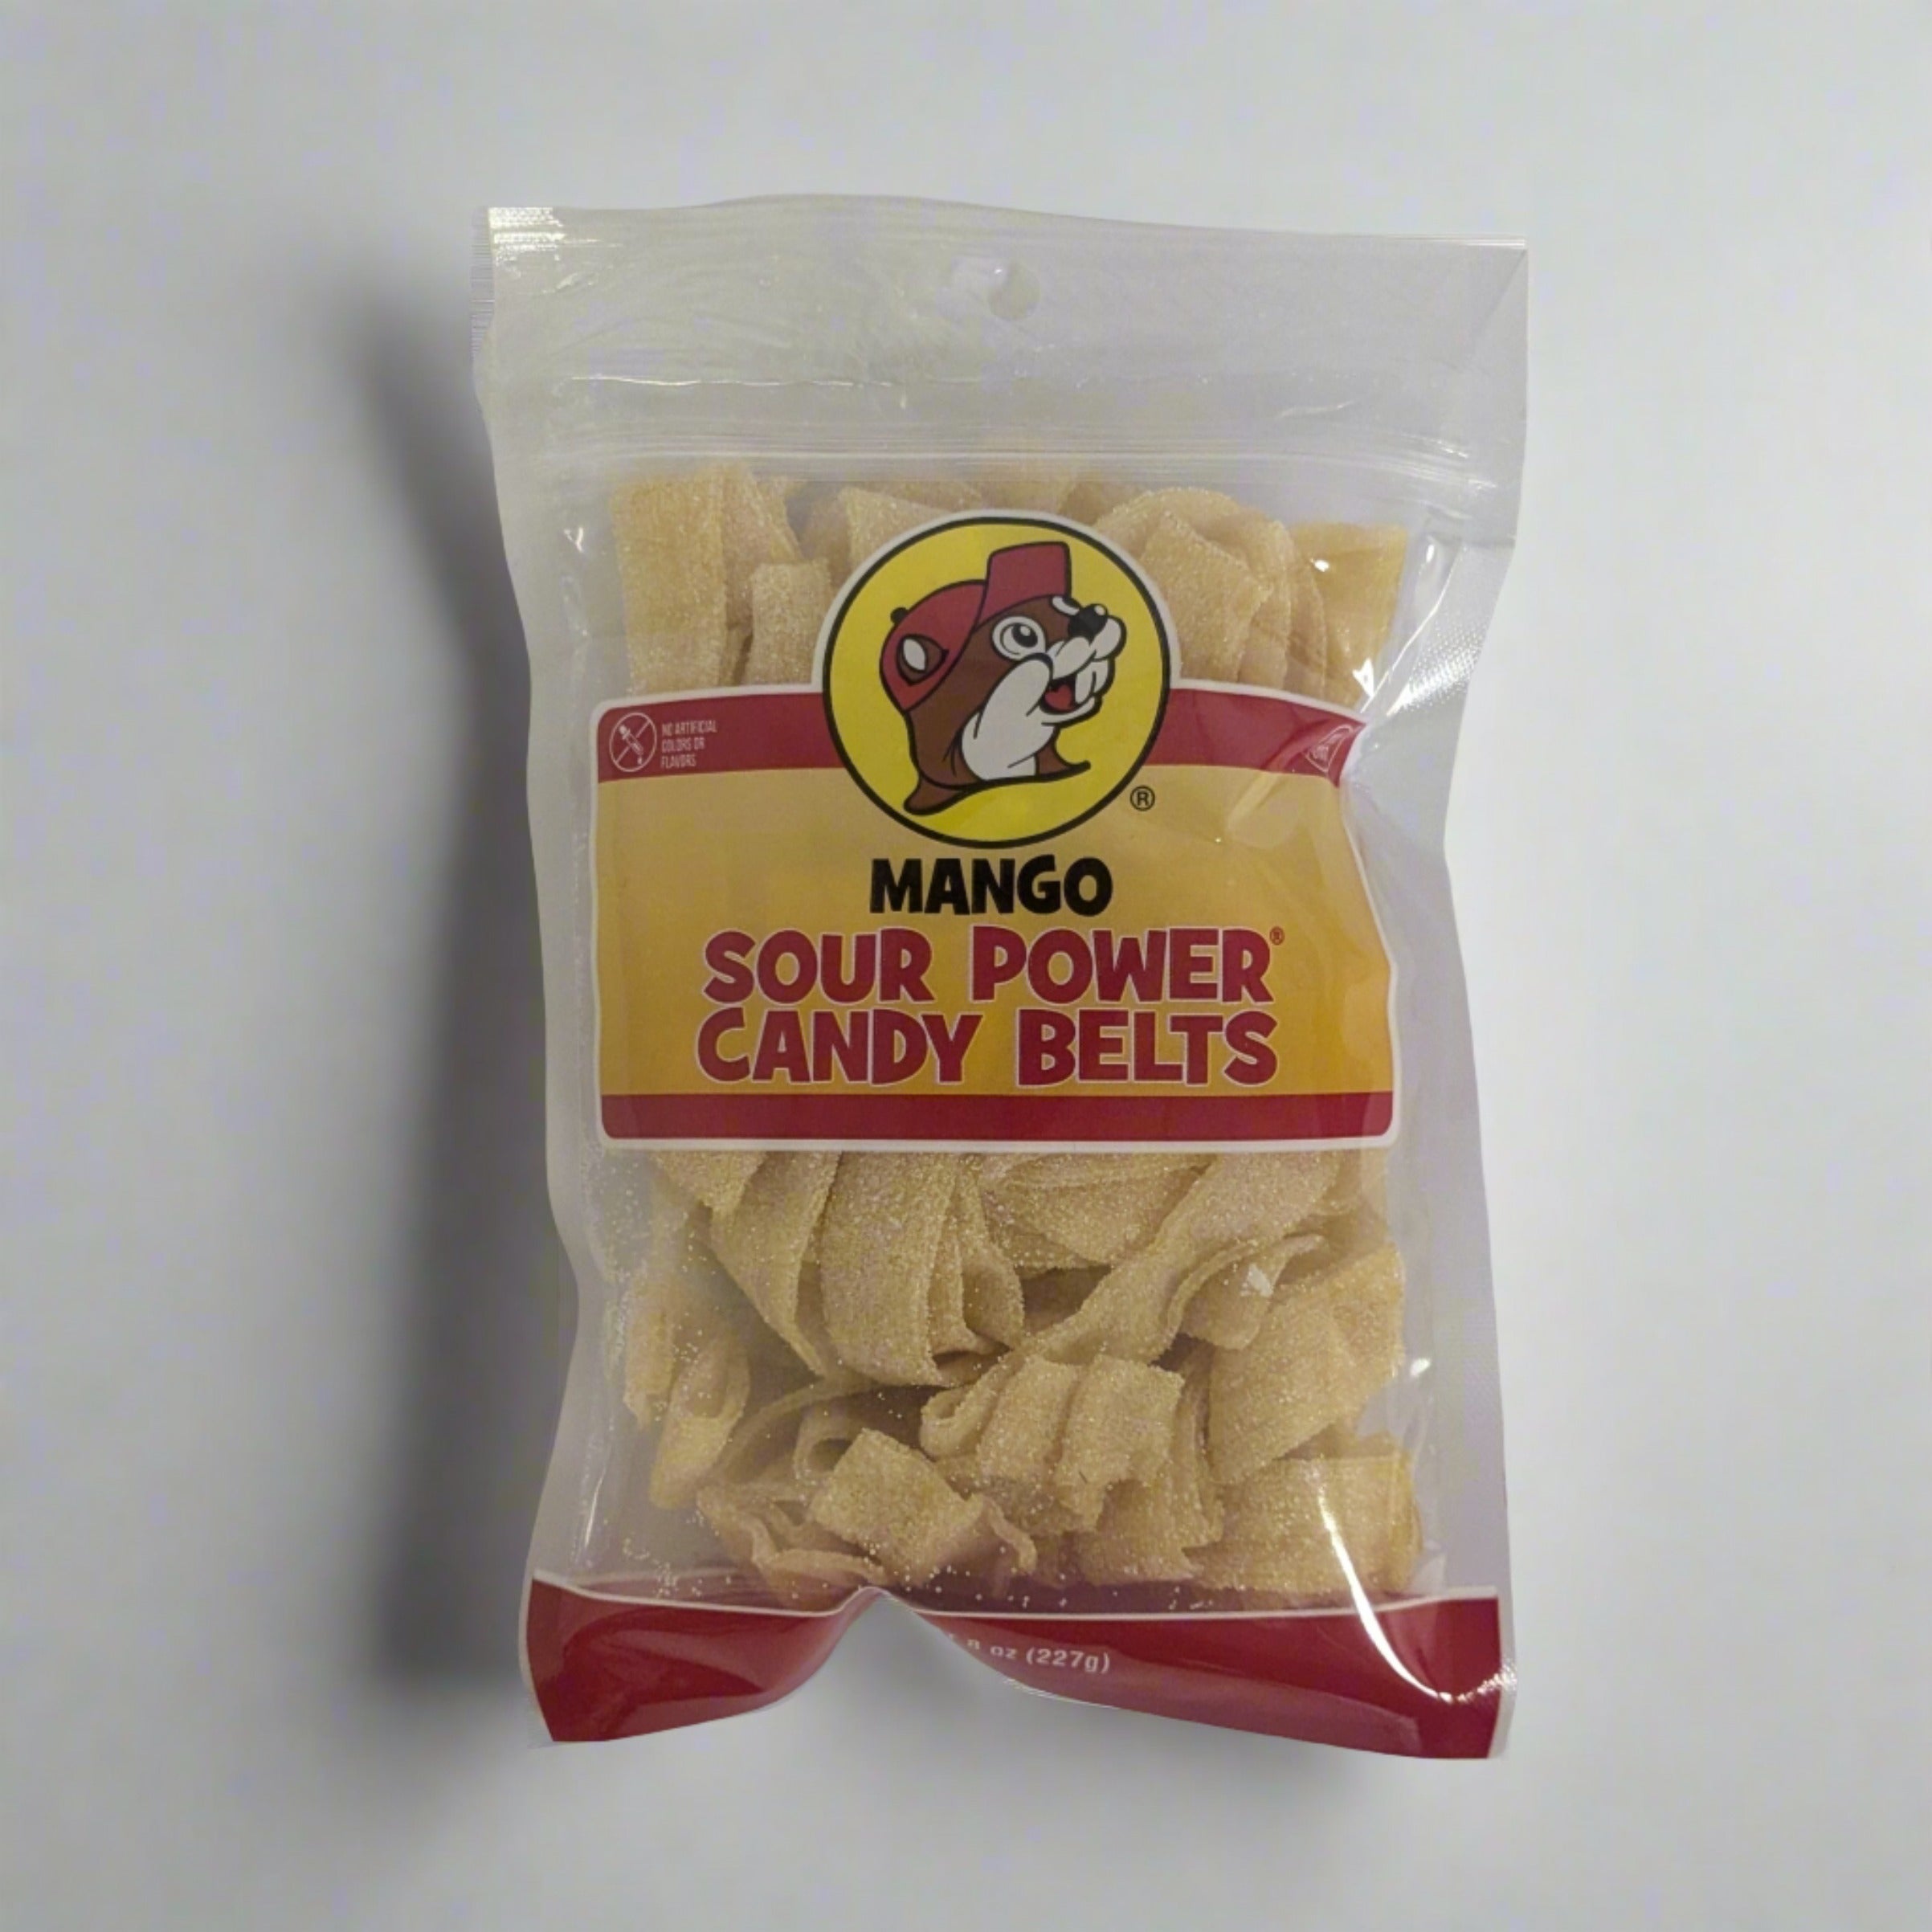 NO ARTIFICIAL
COLORS OR
FLAVORS
®
MANGO
SOUR POWER®
CANDY BELTS
8 oz (227g)